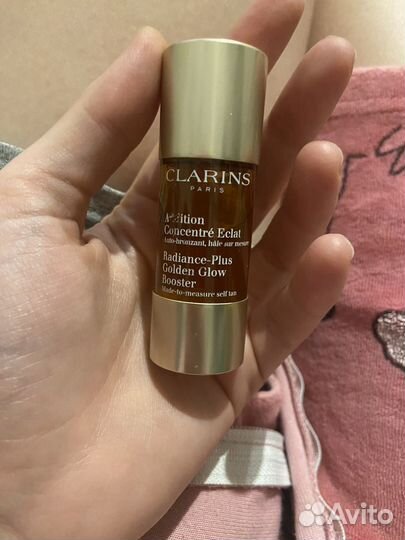 CLARINS
PARIS
Addition
Concentré Eclat
Auto-bronzant, hâle sur mesure
Radiance-Plus
Golden Glow
Booster
Made-to-measure self tan
Avito